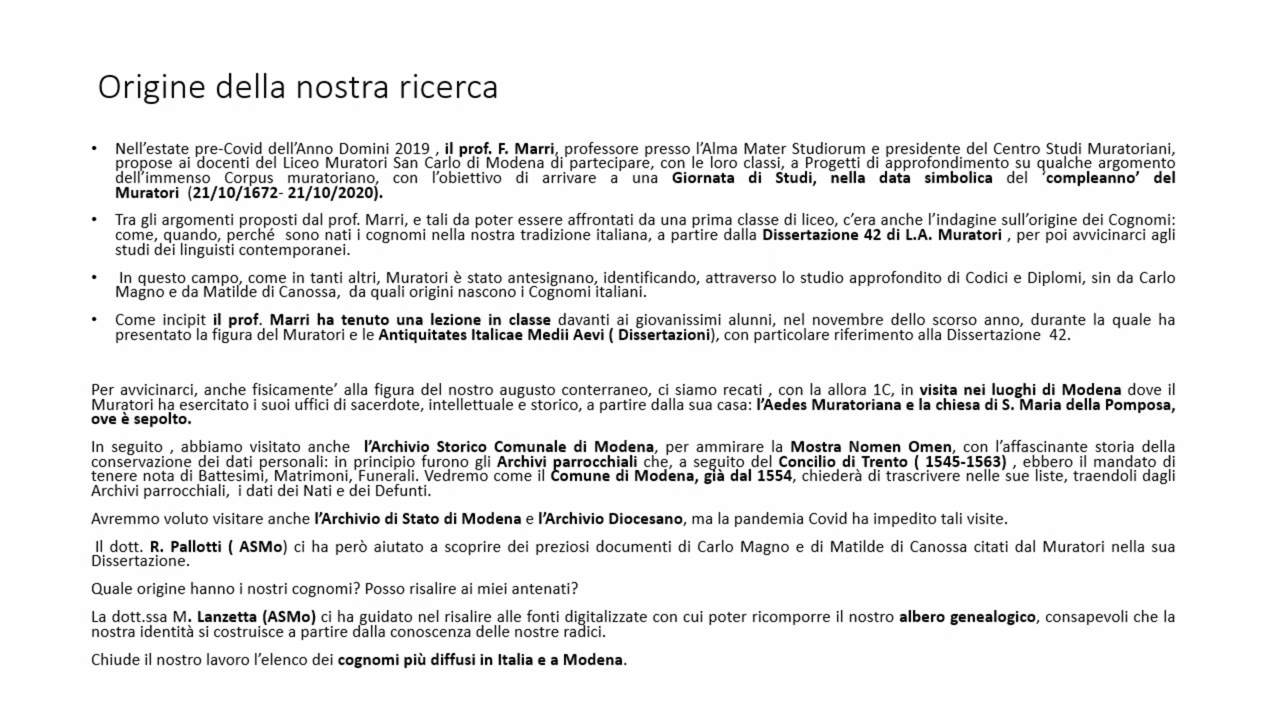 Origine della nostra ricerca
• Nell’estate pre-Covid dell’Anno Domini 2019 , il prof. F. Marri, professore presso l’Alma Mater Studiorum e presidente del Centro Studi Muratoriani,
propose ai docenti del Liceo Muratori San Carlo di Modena di partecipare, con le loro classi, a Progetti di approfondimento su qualche argomento
dell’immenso Corpus muratoriano, con l’obiettivo di arrivare a una Giornata di Studi, nella data simbolica del ‘compleanno’ del
Muratori (21/10/1672- 21/10/2020).
• Tra gli argomenti proposti dal prof. Marri, e tali da poter essere affrontati da una prima classe di liceo, c’era anche l’indagine sull’origine dei Cognomi:
come, quando, perché sono nati i cognomi nella nostra tradizione italiana, a partire dalla Dissertazione 42 di L.A. Muratori , per poi avvicinarci agli
studi dei linguisti contemporanei.
• In questo campo, come in tanti altri, Muratori è stato antesignano, identificando, attraverso lo studio approfondito di Codici e Diplomi, sin da Carlo
Magno e da Matilde di Canossa, da quali origini nascono i Cognomi italiani.
• Come incipit il prof. Marri ha tenuto una lezione in classe davanti ai giovanissimi alunni, nel novembre dello scorso anno, durante la quale ha
presentato la figura del Muratori e le Antiquitates Italicae Medii Aevi ( Dissertazioni), con particolare riferimento alla Dissertazione 42.
Per avvicinarci, anche fisicamente’ alla figura del nostro augusto conterraneo, ci siamo recati , con la allora 1C, in visita nei luoghi di Modena dove il
Muratori ha esercitato i suoi uffici di sacerdote, intellettuale e storico, a partire dalla sua casa: l’Aedes Muratoriana e la chiesa di S. Maria della Pomposa,
ove è sepolto.
In seguito , abbiamo visitato anche l’Archivio Storico Comunale di Modena, per ammirare la Mostra Nomen Omen, con l’affascinante storia della
conservazione dei dati personali: in principio furono gli Archivi parrocchiali che, a seguito del Concilio di Trento ( 1545-1563) , ebbero il mandato di
tenere nota di Battesimi, Matrimoni, Funerali. Vedremo come il Comune di Modena, già dal 1554, chiederà di trascrivere nelle sue liste, traendoli dagli
Archivi parrocchiali, i dati dei Nati e dei Defunti.
Avremmo voluto visitare anche l’Archivio di Stato di Modena e l’Archivio Diocesano, ma la pandemia Covid ha impedito tali visite.
Il dott. R. Pallotti ( ASMo) ci ha però aiutato a scoprire dei preziosi documenti di Carlo Magno e di Matilde di Canossa citati dal Muratori nella sua
Dissertazione.
Quale origine hanno i nostri cognomi? Posso risalire ai miei antenati?
La dott.ssa M. Lanzetta (ASMo) ci ha guidato nel risalire alle fonti digitalizzate con cui poter ricomporre il nostro albero genealogico, consapevoli che la
nostra identità si costruisce a partire dalla conoscenza delle nostre radici.
Chiude il nostro lavoro l’elenco dei cognomi più diffusi in Italia e a Modena.